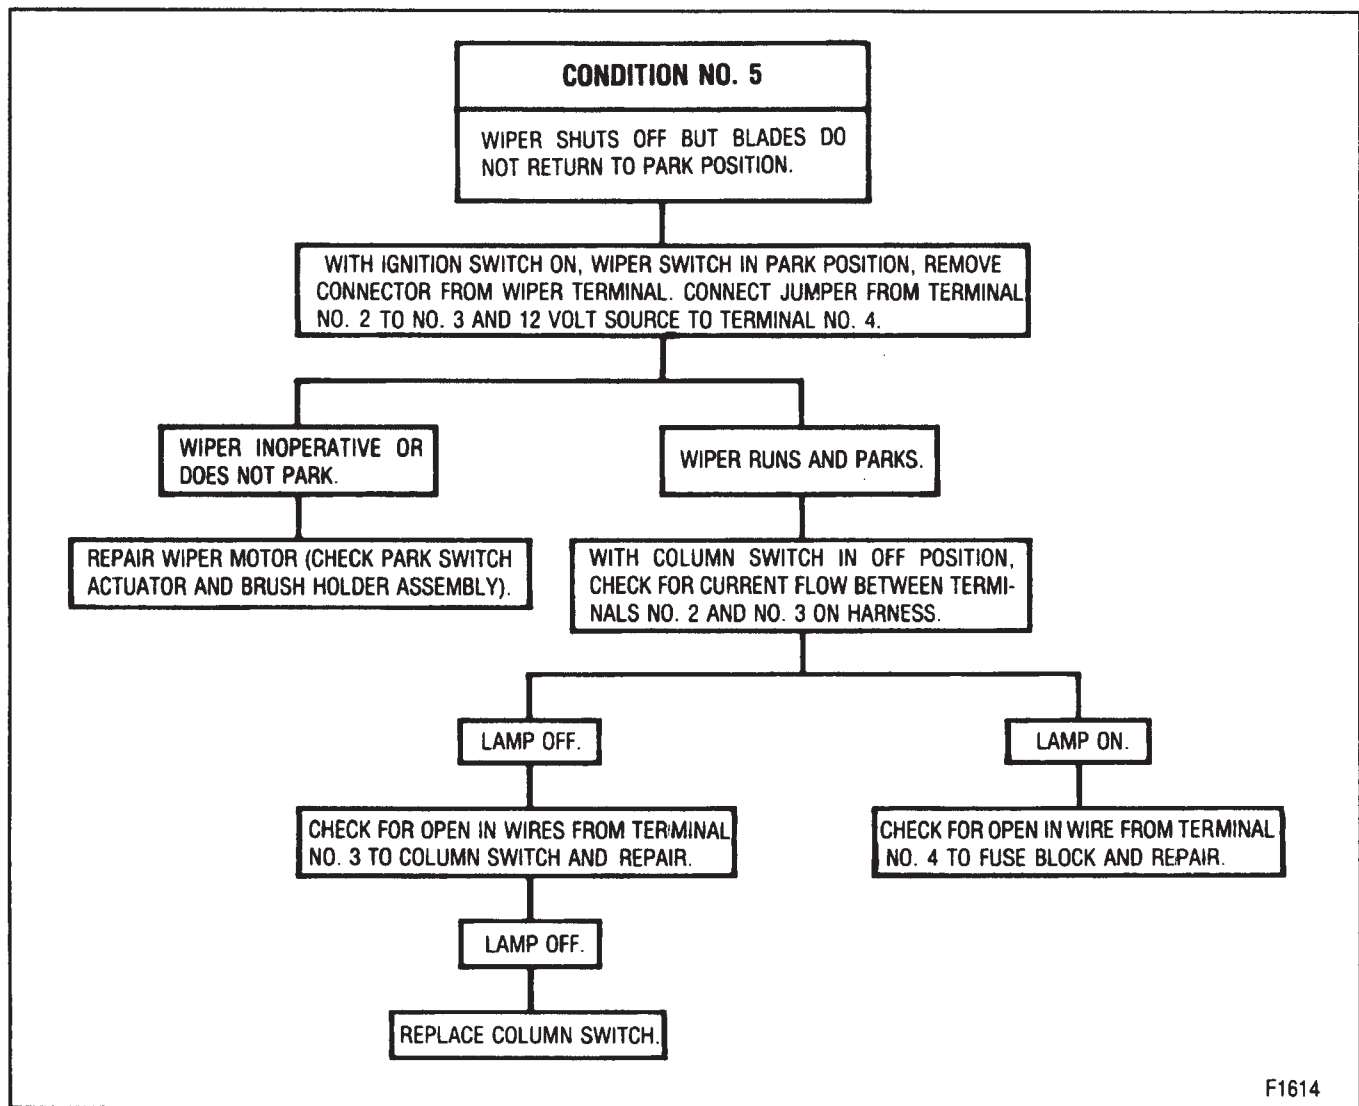 CONDITION NO. 5
WIPER SHUTS OFF BUT BLADES DO
NOT RETURN TO PARK POSITION.
WITH IGNITION SWITCH ON, WIPER SWITCH IN PARK POSITION, REMOVE
CONNECTOR FROM WIPER TERMINAL. CONNECT JUMPER FROM TERMINAL
NO. 2 TO NO. 3 AND 12 VOLT SOURCE TO TERMINAL NO. 4.
WIPER INOPERATIVE OR
DOES NOT PARK.
WIPER RUNS AND PARKS.
REPAIR WIPER MOTOR (CHECK PARK SWITCH
ACTUATOR AND BRUSH HOLDER ASSEMBLY).
WITH COLUMN SWITCH IN OFF POSITION,
CHECK FOR CURRENT FLOW BETWEEN TERMI-
NALS NO. 2 AND NO. 3 ON HARNESS.
LAMP OFF.
LAMP ON.
CHECK FOR OPEN IN WIRES FROM TERMINAL
NO. 3 TO COLUMN SWITCH AND REPAIR.
CHECK FOR OPEN IN WIRE FROM TERMINAL
NO. 4 TO FUSE BLOCK AND REPAIR.
LAMP OFF.
REPLACE COLUMN SWITCH.
F1614